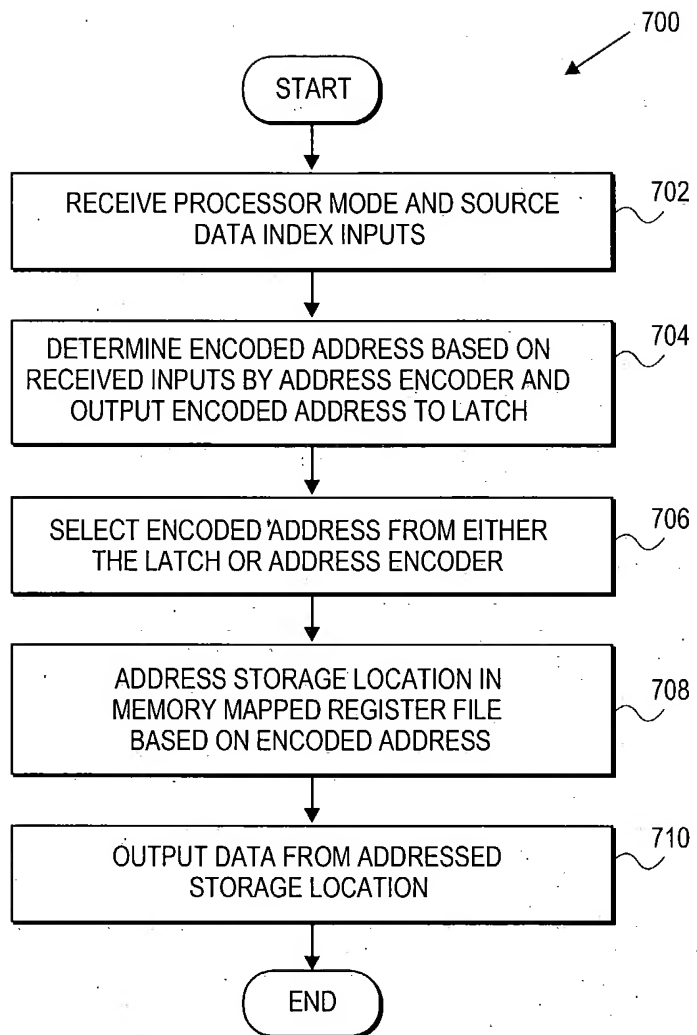 700
START
RECEIVE PROCESSOR MODE AND SOURCE
DATA INDEX INPUTS
702
DETERMINE ENCODED ADDRESS BASED ON
RECEIVED INPUTS BY ADDRESS ENCODER AND
OUTPUT ENCODED ADDRESS TO LATCH
704
SELECT ENCODED ADDRESS FROM EITHER
THE LATCH OR ADDRESS ENCODER
706
ADDRESS STORAGE LOCATION IN
MEMORY MAPPED REGISTER FILE
BASED ON ENCODED ADDRESS
708
OUTPUT DATA FROM ADDRESSED
STORAGE LOCATION
710
END